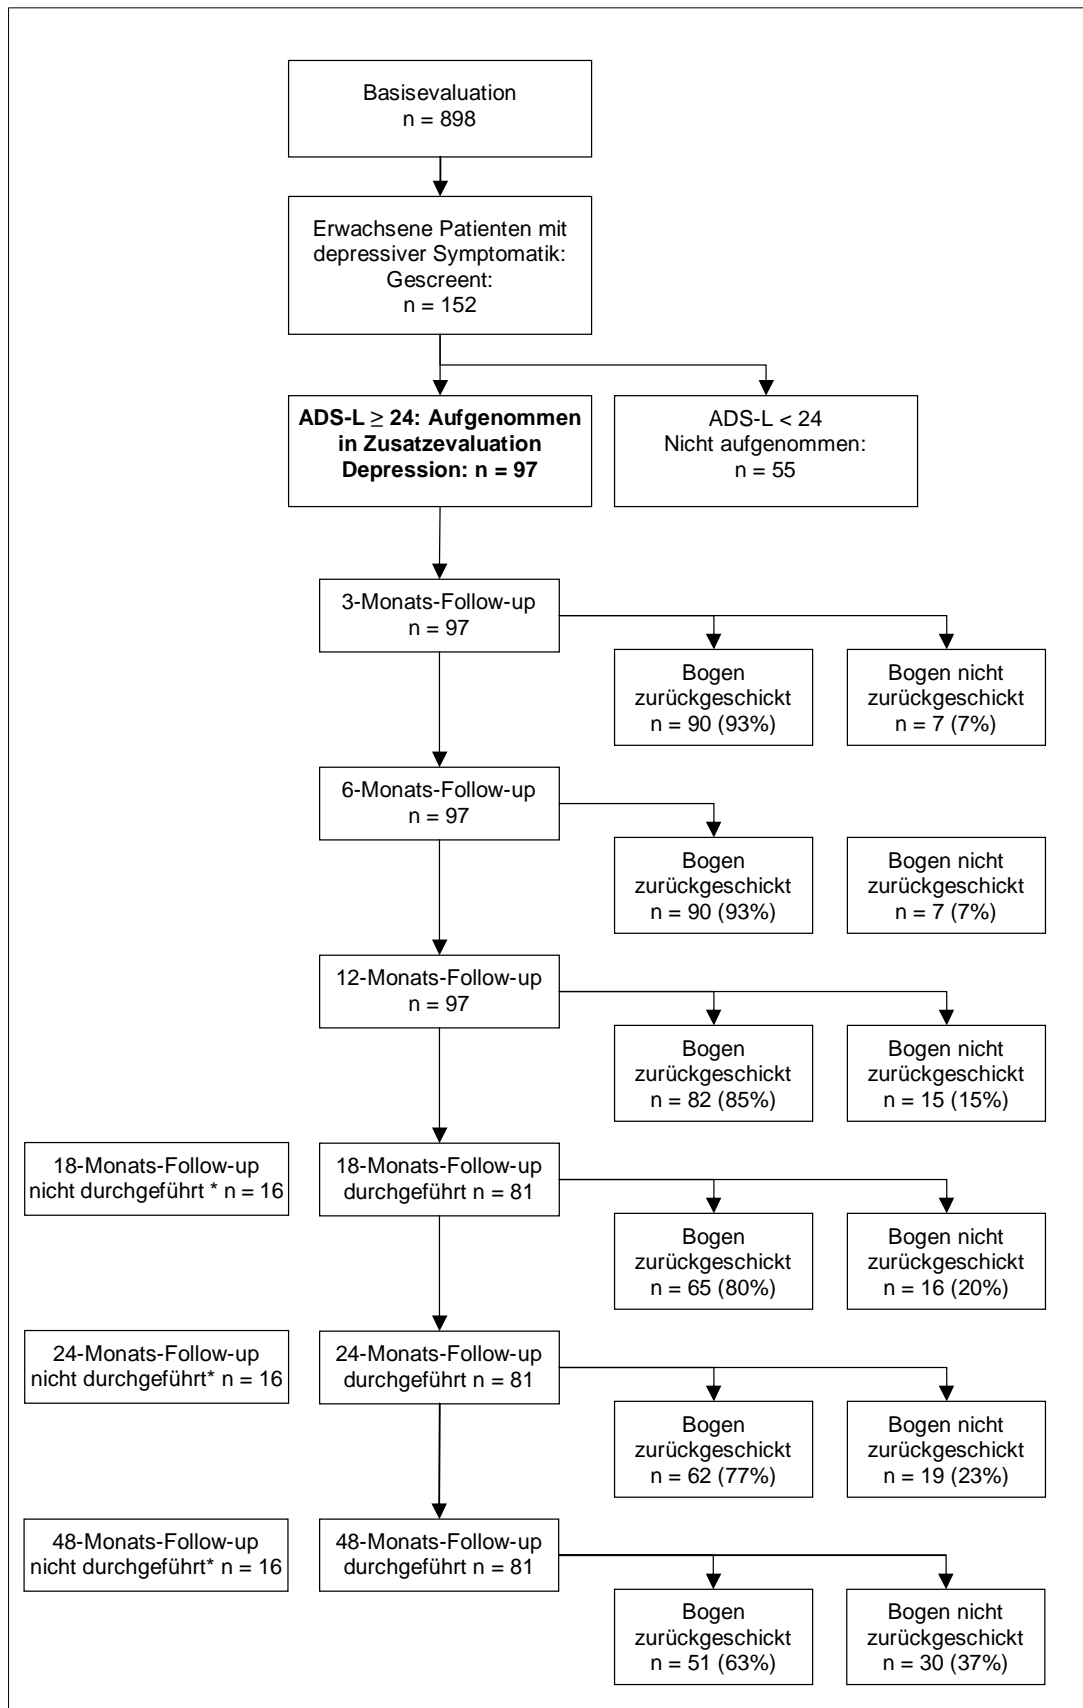 Basisevaluation
n = 898
Erwachsene Patienten mit
depressiver Symptomatik:
Gescreent:
n = 152
ADS-L ≥ 24: Aufgenommen
in Zusatzevaluation
Depression: n = 97
ADS-L < 24
Nicht aufgenommen:
n = 55
3-Monats-Follow-up
n = 97
Bogen
zurückgeschickt
n = 90 (93%)
Bogen nicht
zurückgeschickt
n = 7 (7%)
6-Monats-Follow-up
n = 97
Bogen
zurückgeschickt
n = 90 (93%)
Bogen nicht
zurückgeschickt
n = 7 (7%)
12-Monats-Follow-up
n = 97
Bogen
zurückgeschickt
n = 82 (85%)
Bogen nicht
zurückgeschickt
n = 15 (15%)
18-Monats-Follow-up
nicht durchgeführt * n = 16
18-Monats-Follow-up
durchgeführt n = 81
Bogen
zurückgeschickt
n = 65 (80%)
Bogen nicht
zurückgeschickt
n = 16 (20%)
24-Monats-Follow-up
nicht durchgeführt* n = 16
24-Monats-Follow-up
durchgeführt n = 81
Bogen
zurückgeschickt
n = 62 (77%)
Bogen nicht
zurückgeschickt
n = 19 (23%)
48-Monats-Follow-up
nicht durchgeführt* n = 16
48-Monats-Follow-up
durchgeführt n = 81
Bogen
zurückgeschickt
n = 51 (63%)
Bogen nicht
zurückgeschickt
n = 30 (37%)